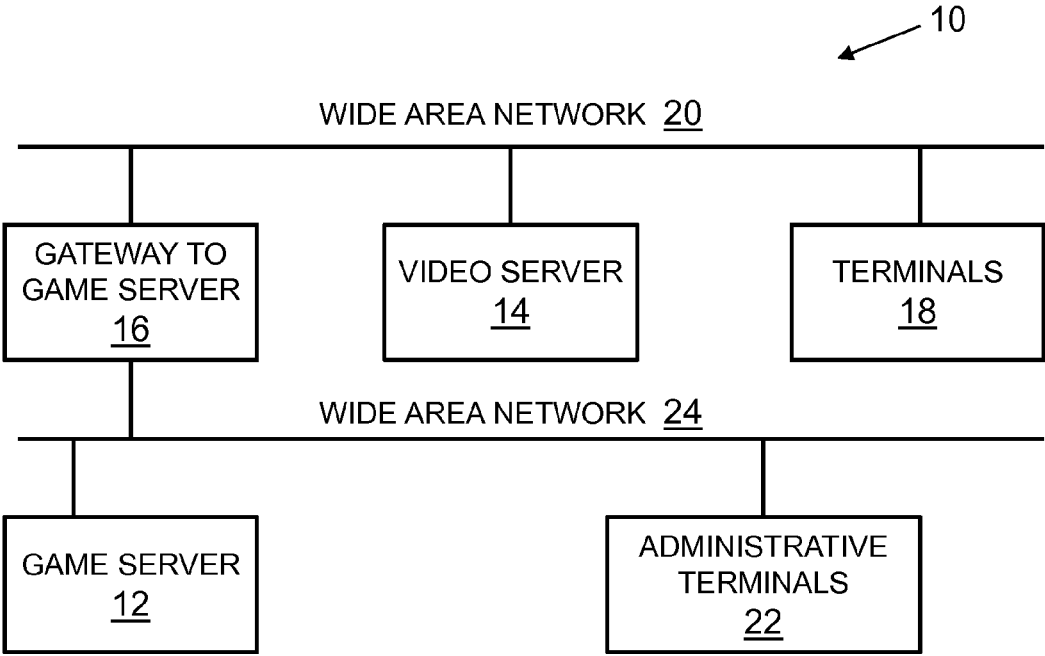 10
WIDE AREA NETWORK 20
GATEWAY TO
GAME SERVER
16
VIDEO SERVER
14
TERMINALS
18
WIDE AREA NETWORK 24
GAME SERVER
12
ADMINISTRATIVE
TERMINALS
22